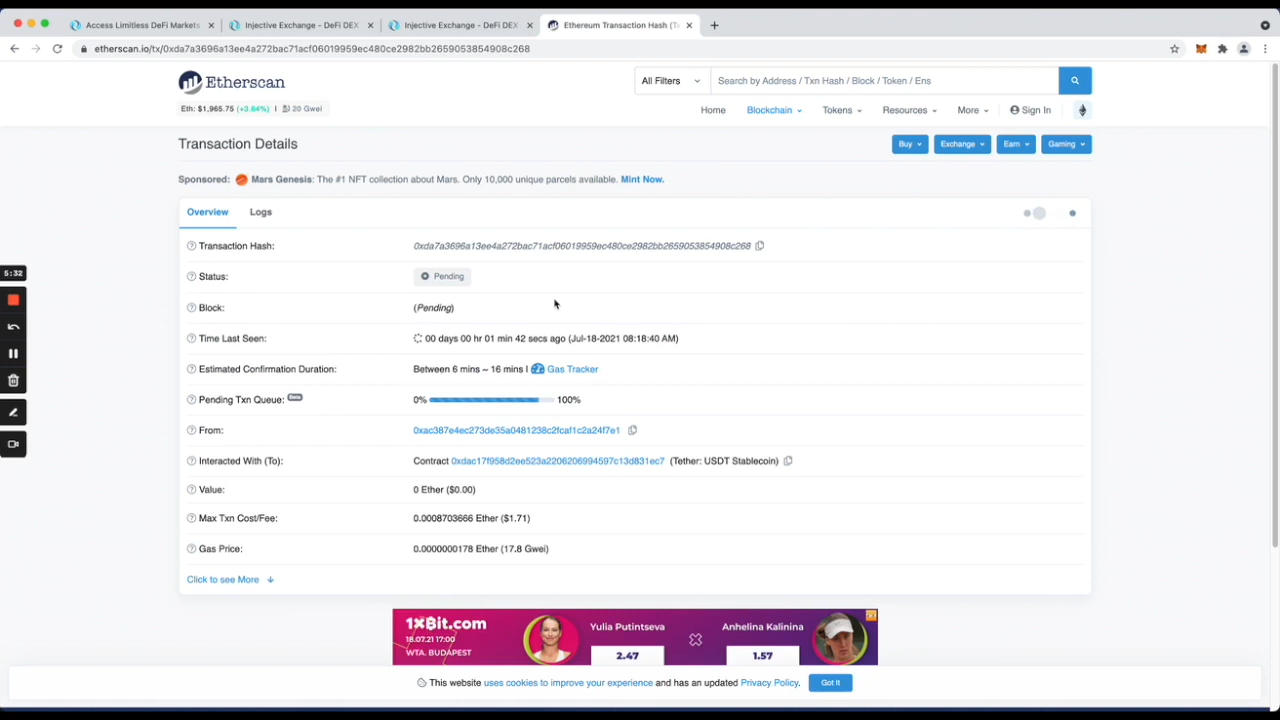 Access Limitless DeFi Markets
Injective Exchange - DeFi DEX
Injective Exchange - DeFi DEX
Ethereum Transaction Hash (Tx
etherscan.io/tx/0xda7a3696a13ee4a272bac71acf06019959ec480ce2982bb2659053854908c268
Etherscan
All Filters
Search by Address / Txn Hash / Block / Token / Ens
Eth: $1,965.75 (+3.64%) | 20 Gwei
Home
Blockchain
Tokens
Resources
More
Sign In
Transaction Details
Buy
Exchange
Earn
Gaming
Sponsored: Mars Genesis: The #1 NFT collection about Mars. Only 10,000 unique parcels available. Mint Now.
Overview
Logs
Transaction Hash: 0xda7a3696a13ee4a272bac71acf06019959ec480ce2982bb2659053854908c268
5:32
Status: Pending
Block: (Pending)
Time Last Seen: 00 days 00 hr 01 min 42 secs ago (Jul-18-2021 08:18:40 AM)
Estimated Confirmation Duration: Between 6 mins ~ 16 mins | Gas Tracker
Pending Txn Queue: Beta 0% 100%
From: 0xac387e4ec273de35a0481238c2fcaf1c2a24f7e1
Interacted With (To): Contract 0xdac17f958d2ee523a2206206994597c13d831ec7 (Tether: USDT Stablecoin)
Value: 0 Ether ($0.00)
Max Txn Cost/Fee: 0.0008703666 Ether ($1.71)
Gas Price: 0.0000000178 Ether (17.8 Gwei)
Click to see More
1XBit.com
18.07.21 17:00
WTA. BUDAPEST
Yulia Putintseva
2.47
Anhelina Kalinina
1.57
This website uses cookies to improve your experience and has an updated Privacy Policy.
Got It